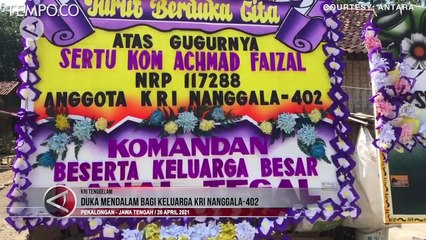 TEMPO.CO
COURTESY: ANTARA
Turut Berduka Cita
ATAS GUGURNYA
SERTU KOM ACHMAD FAIZAL
NRP 117288
ANGGOTA KRI NANGGALA-402
KOMANDAN
BESERTA KELUARGA BESAR
TEGAL
KRI TENGGELAM
DUKA MENDALAM BAGI KELUARGA KRI NANGGALA-402
PEKALONGAN - JAWA TENGAH / 26 APRIL 2021